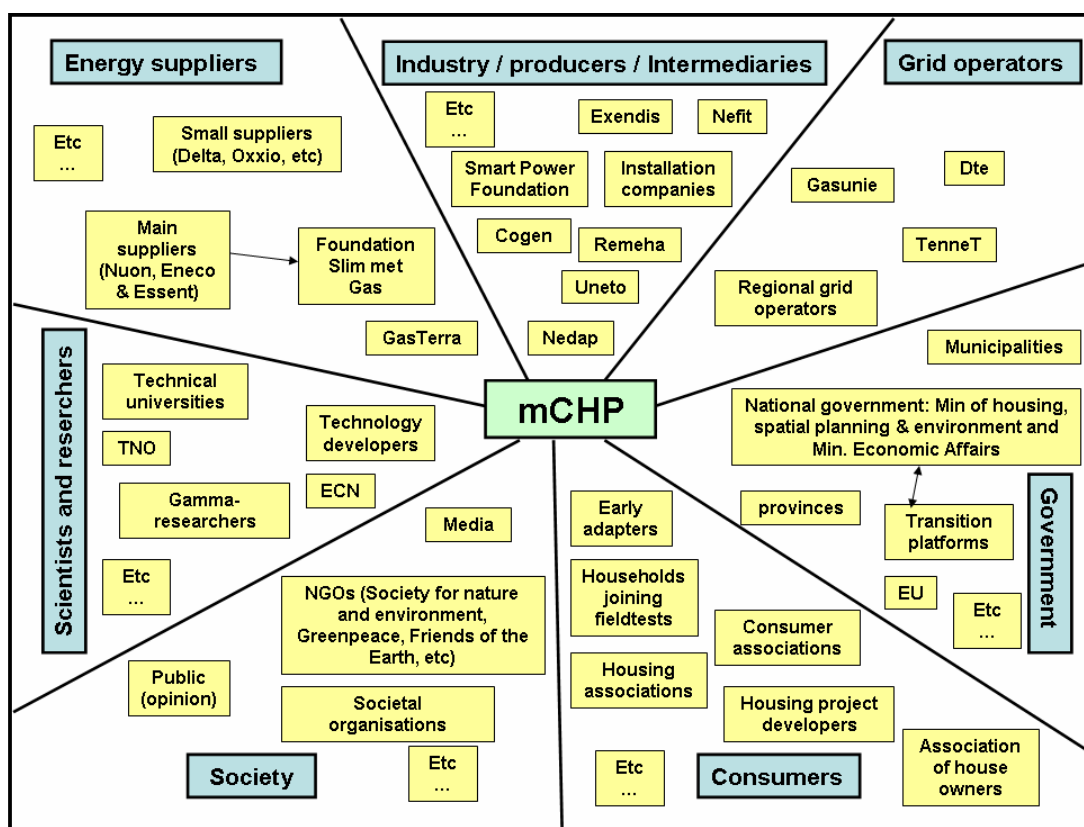 Energy suppliers
Etc
...
Small suppliers
(Delta, Oxxio, etc)
Main
suppliers
(Nuon, Eneco
& Essent)
Foundation
Slim met
Gas
GasTerra
Industry / producers / Intermediaries
Etc
...
Exendis
Nefit
Smart Power
Foundation
Installation
companies
Cogen
Remeha
Uneto
Nedap
Grid operators
Gasunie
Dte
TenneT
Regional grid
operators
mCHP
Scientists and reserchers
Technical
universities
TNO
Technology
developers
ECN
Gamma-
researchers
Etc
...
Municipalities
National government: Min of housing,
spatial planning & environment and
Min. Economic Affairs
provinces
Transition
platforms
EU
Etc
...
Government
Media
NGOs (Society for nature
and environment,
Greenpeace, Friends of the
Earth, etc)
Public
(opinion)
Societal
organisations
Etc
...
Society
Early
adapters
Households
joining
fieldtests
Consumer
associations
Housing
associations
Housing project
developers
Etc
...
Association
of house
owners
Consumers